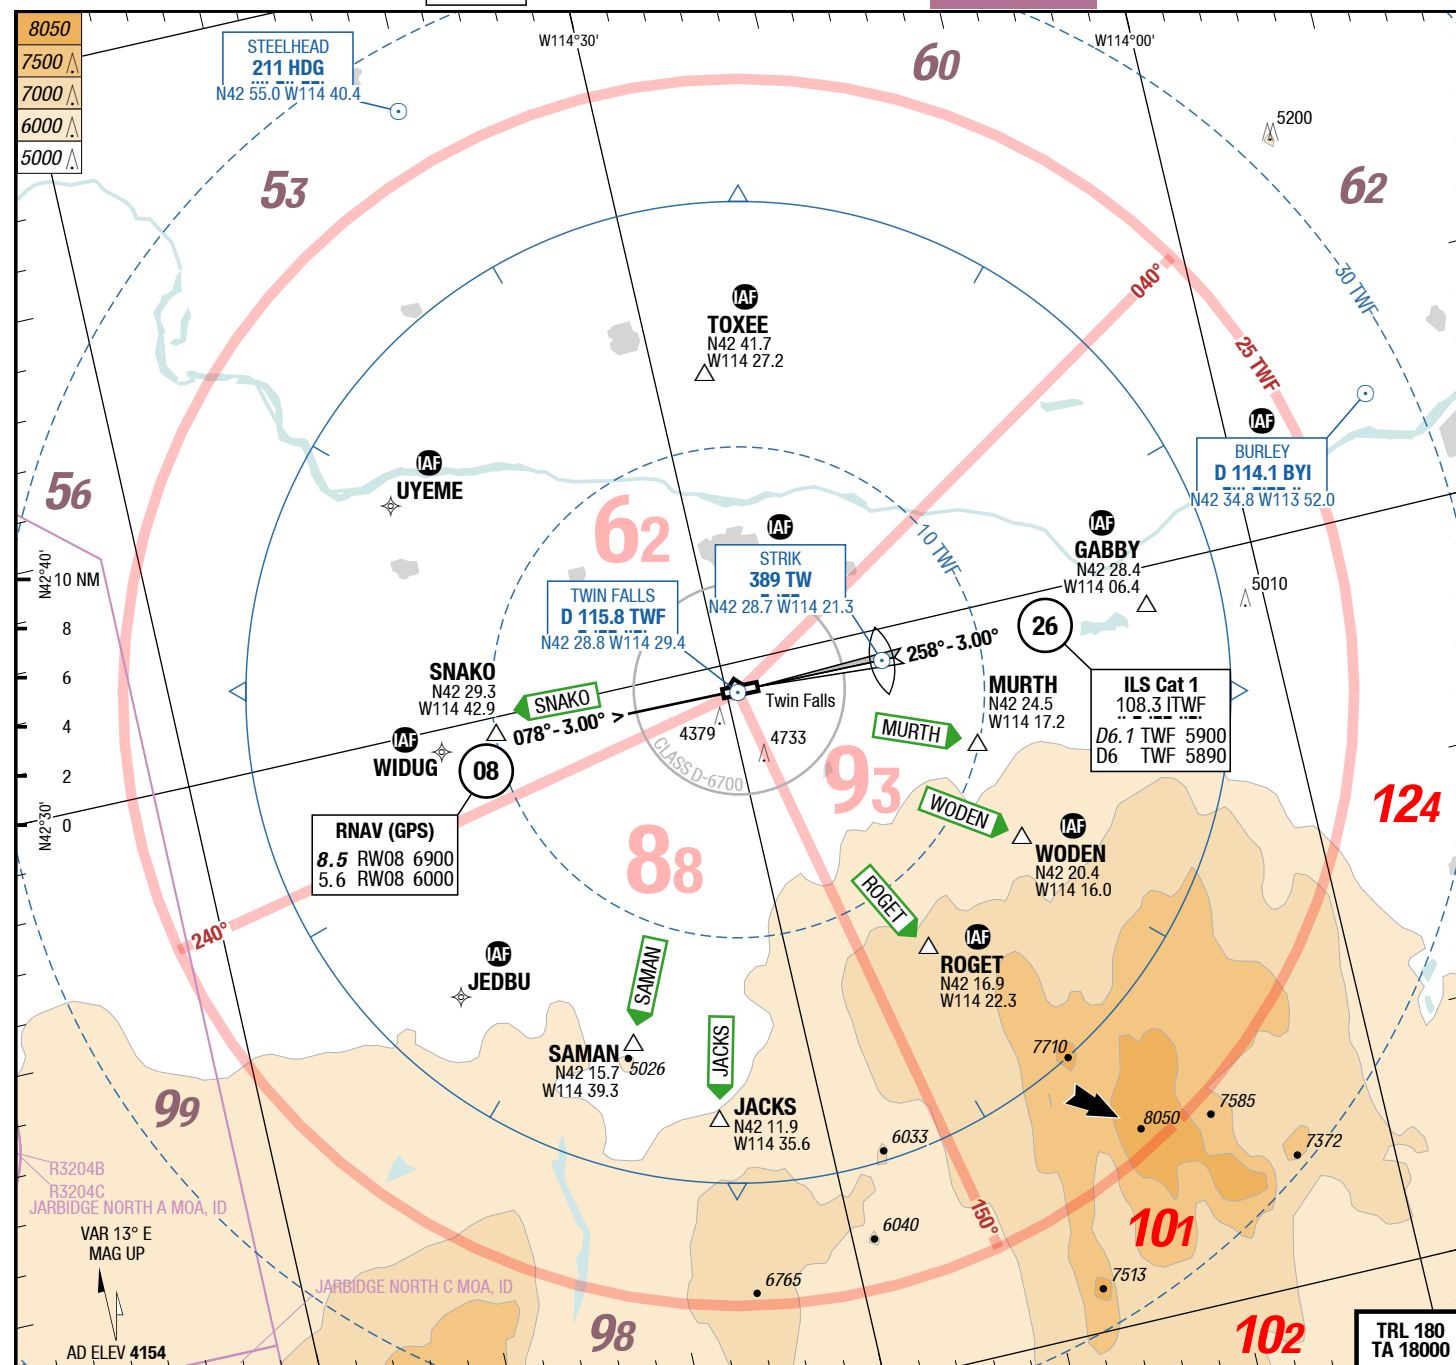 8050
7500
7000
6000
5000
STEELHEAD
211 HDG
N42 55.0 W114 40.4
W114°30'
W114°00'
60
5200
53
62
30 TWF
040°
25 TWF
IAF
TOXEE
N42 41.7
W114 27.2
IAF
BURLEY
D 114.1 BYI
N42 34.8 W113 52.0
IAF
UYEME
56
62
10 TWF
IAF
STRIK
389 TW
N42 28.7 W114 21.3
IAF
GABBY
N42 28.4
W114 06.4
5010
N42°40'
10 NM
8
6
4
2
0
N42°30'
TWIN FALLS
D 115.8 TWF
N42 28.8 W114 29.4
26
258°-3.00°
SNAKO
N42 29.3
W114 42.9
SNAKO
078°-3.00° >
Twin Falls
4379
4733
CLASS D-6700
MURTH
MURTH
N42 24.5
W114 17.2
ILS Cat 1
108.3 ITWF
D6.1 TWF 5900
D6 TWF 5890
IAF
WIDUG
08
93
124
RNAV (GPS)
8.5 RW08 6900
5.6 RW08 6000
88
WODEN
IAF
WODEN
N42 20.4
W114 16.0
ROGET
IAF
ROGET
N42 16.9
W114 22.3
240°
IAF
JEDBU
SAMAN
SAMAN
N42 15.7
W114 39.3
5026
JACKS
JACKS
N42 11.9
W114 35.6
7710
8050
7585
7372
6033
99
R3204B
R3204C
JARBIDGE NORTH A MOA, ID
VAR 13° E
MAG UP
150°
101
6040
JARBIDGE NORTH C MOA, ID
6765
7513
98
102
AD ELEV 4154
TRL 180
TA 18000